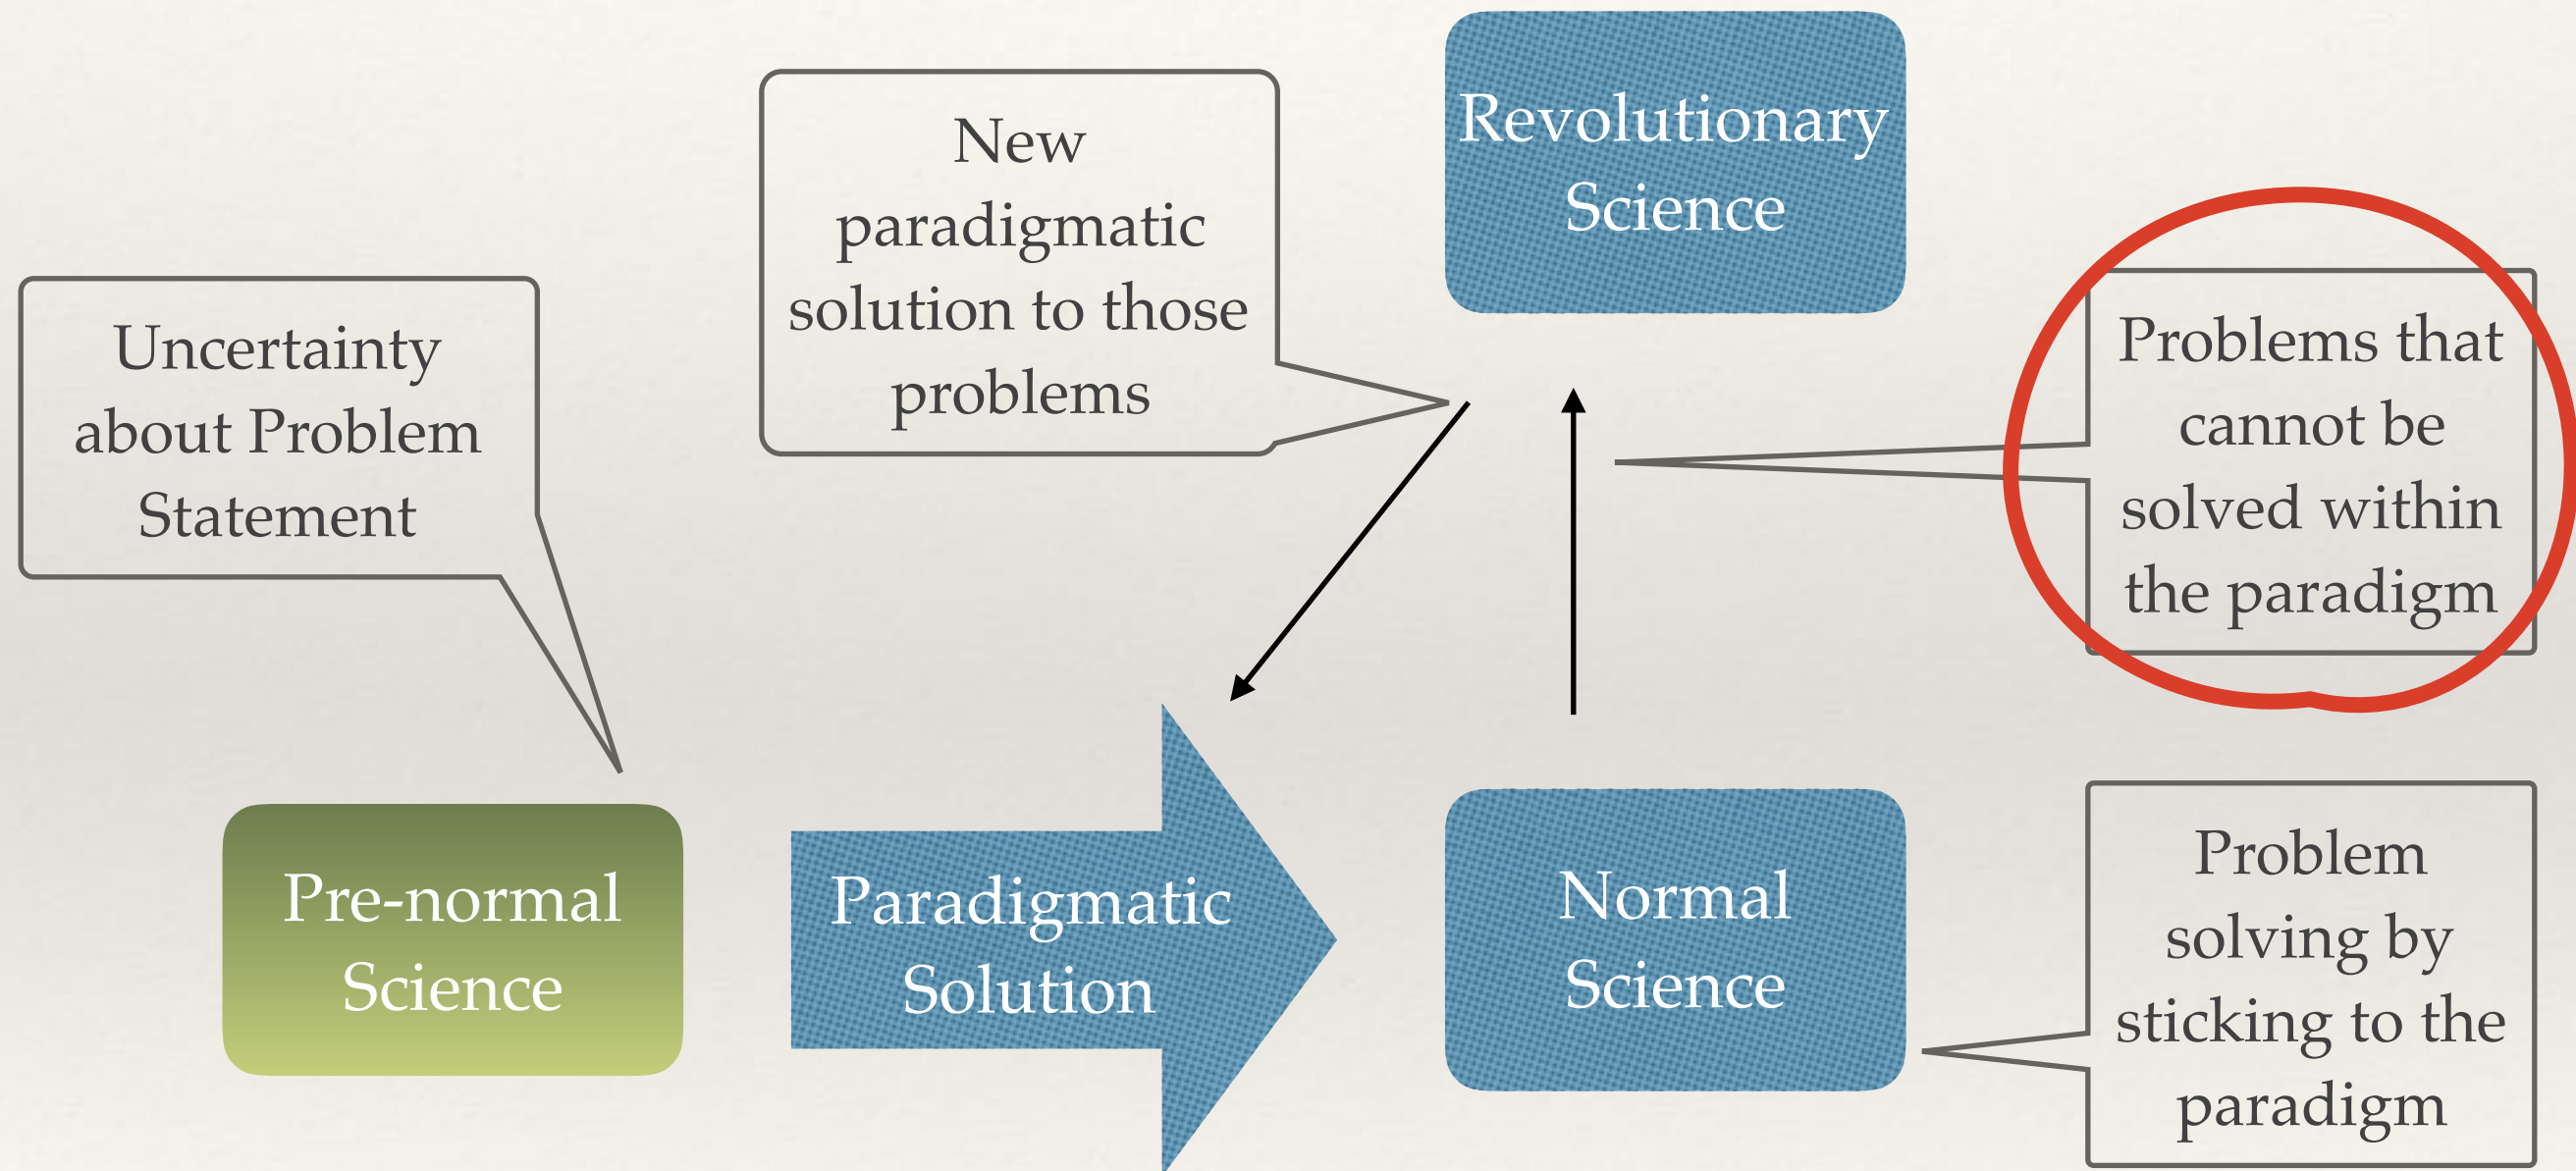 Revolutionary
Science
New
paradigmatic
solution to those
problems
Uncertainty
about Problem
Statement
Problems that
cannot be
solved within
the paradigm
Pre-normal
Science
Paradigmatic
Solution
Normal
Science
Problem
solving by
sticking to the
paradigm